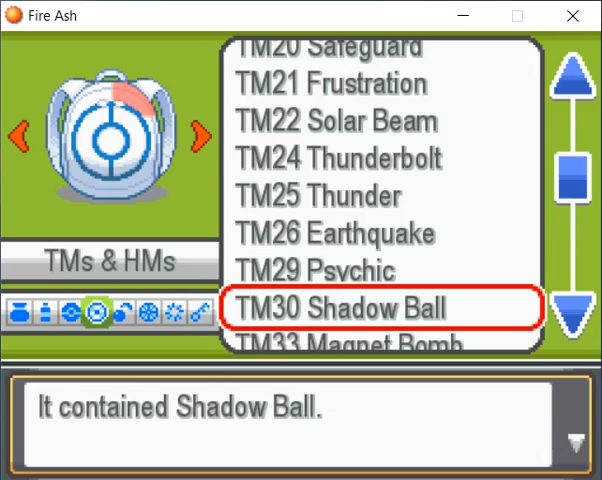 Fire Ash
TM20 Safeguard
TM21 Frustration
TM22 Solar Beam
TM24 Thunderbolt
TM25 Thunder
TM26 Earthquake
TM29 Psychic
TM30 Shadow Ball
TM33 Magnet Bomb
TMs & HMs
It contained Shadow Ball.